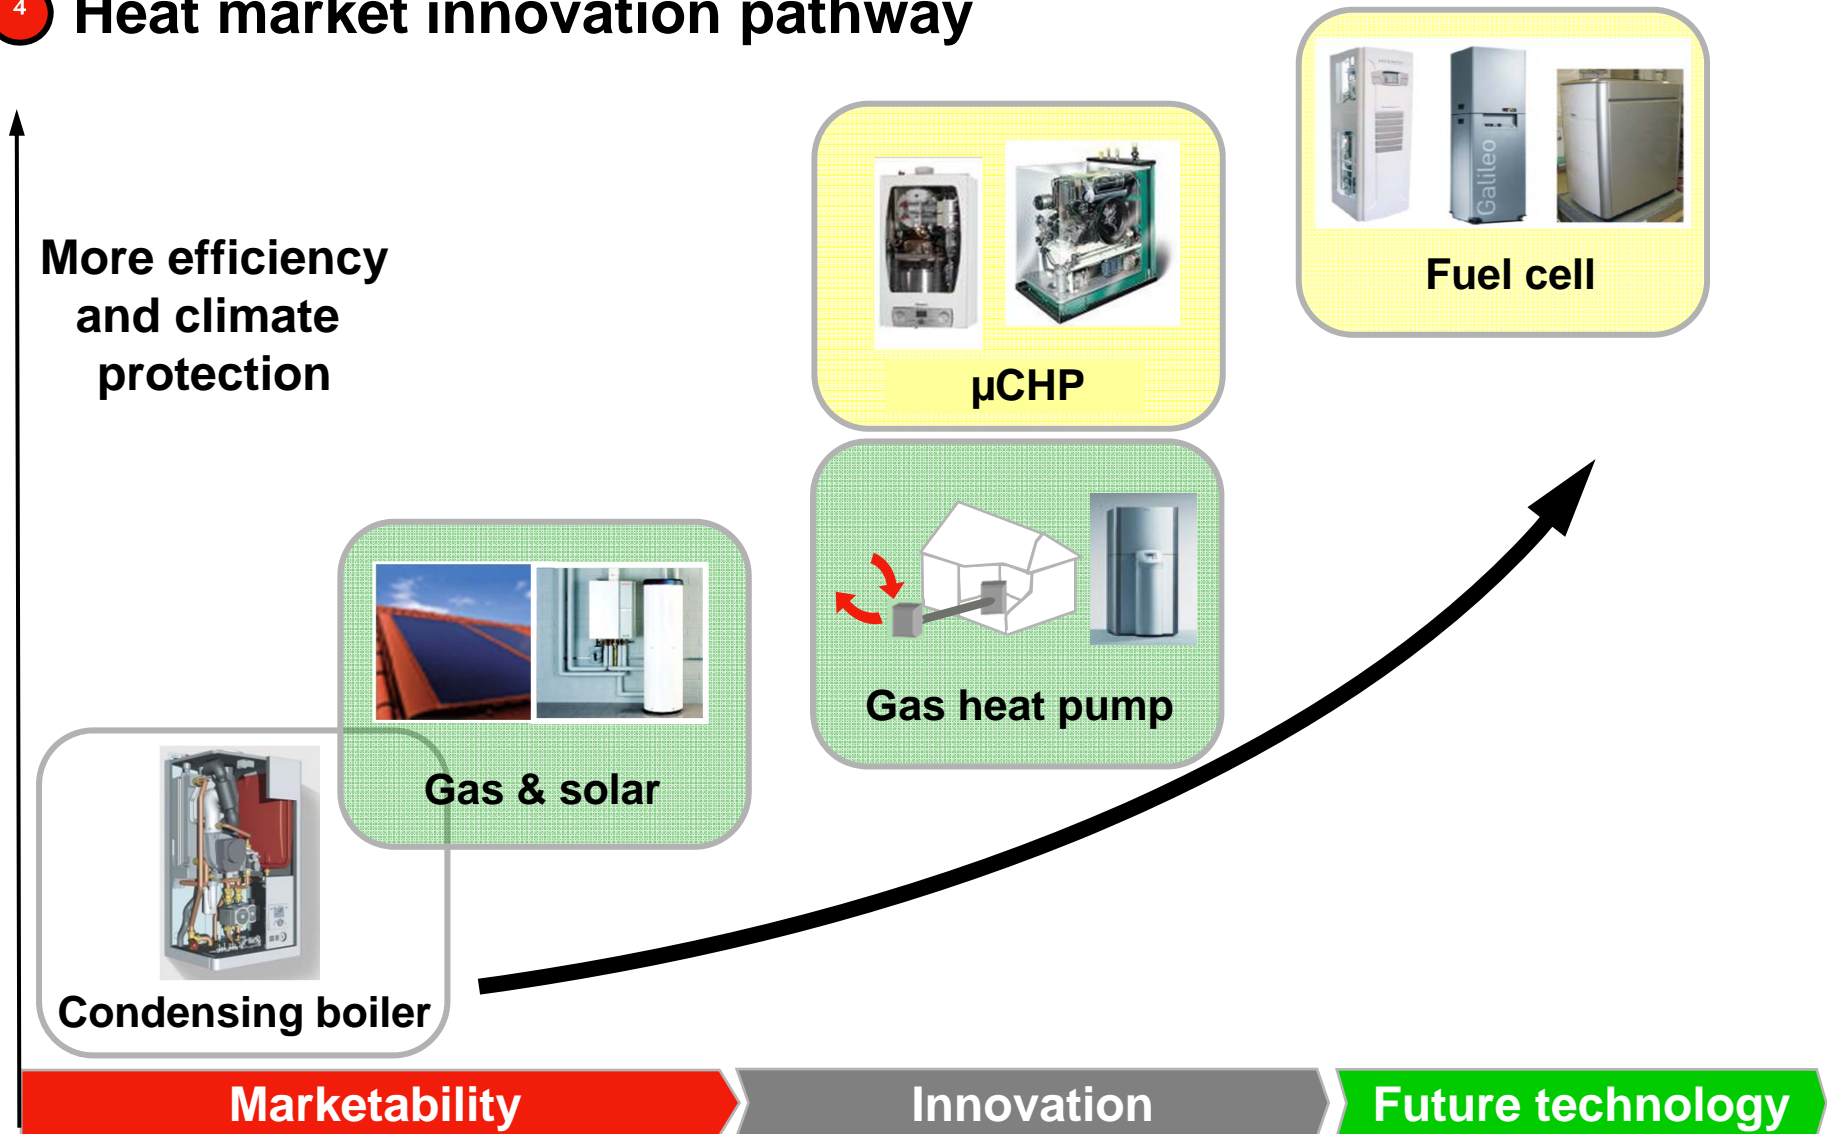 4 Heat market innovation pathway
More efficiency
and climate
protection
Galileo
Fuel cell
µCHP
Gas heat pump
Gas & solar
Condensing boiler
Marketability
Innovation
Future technology